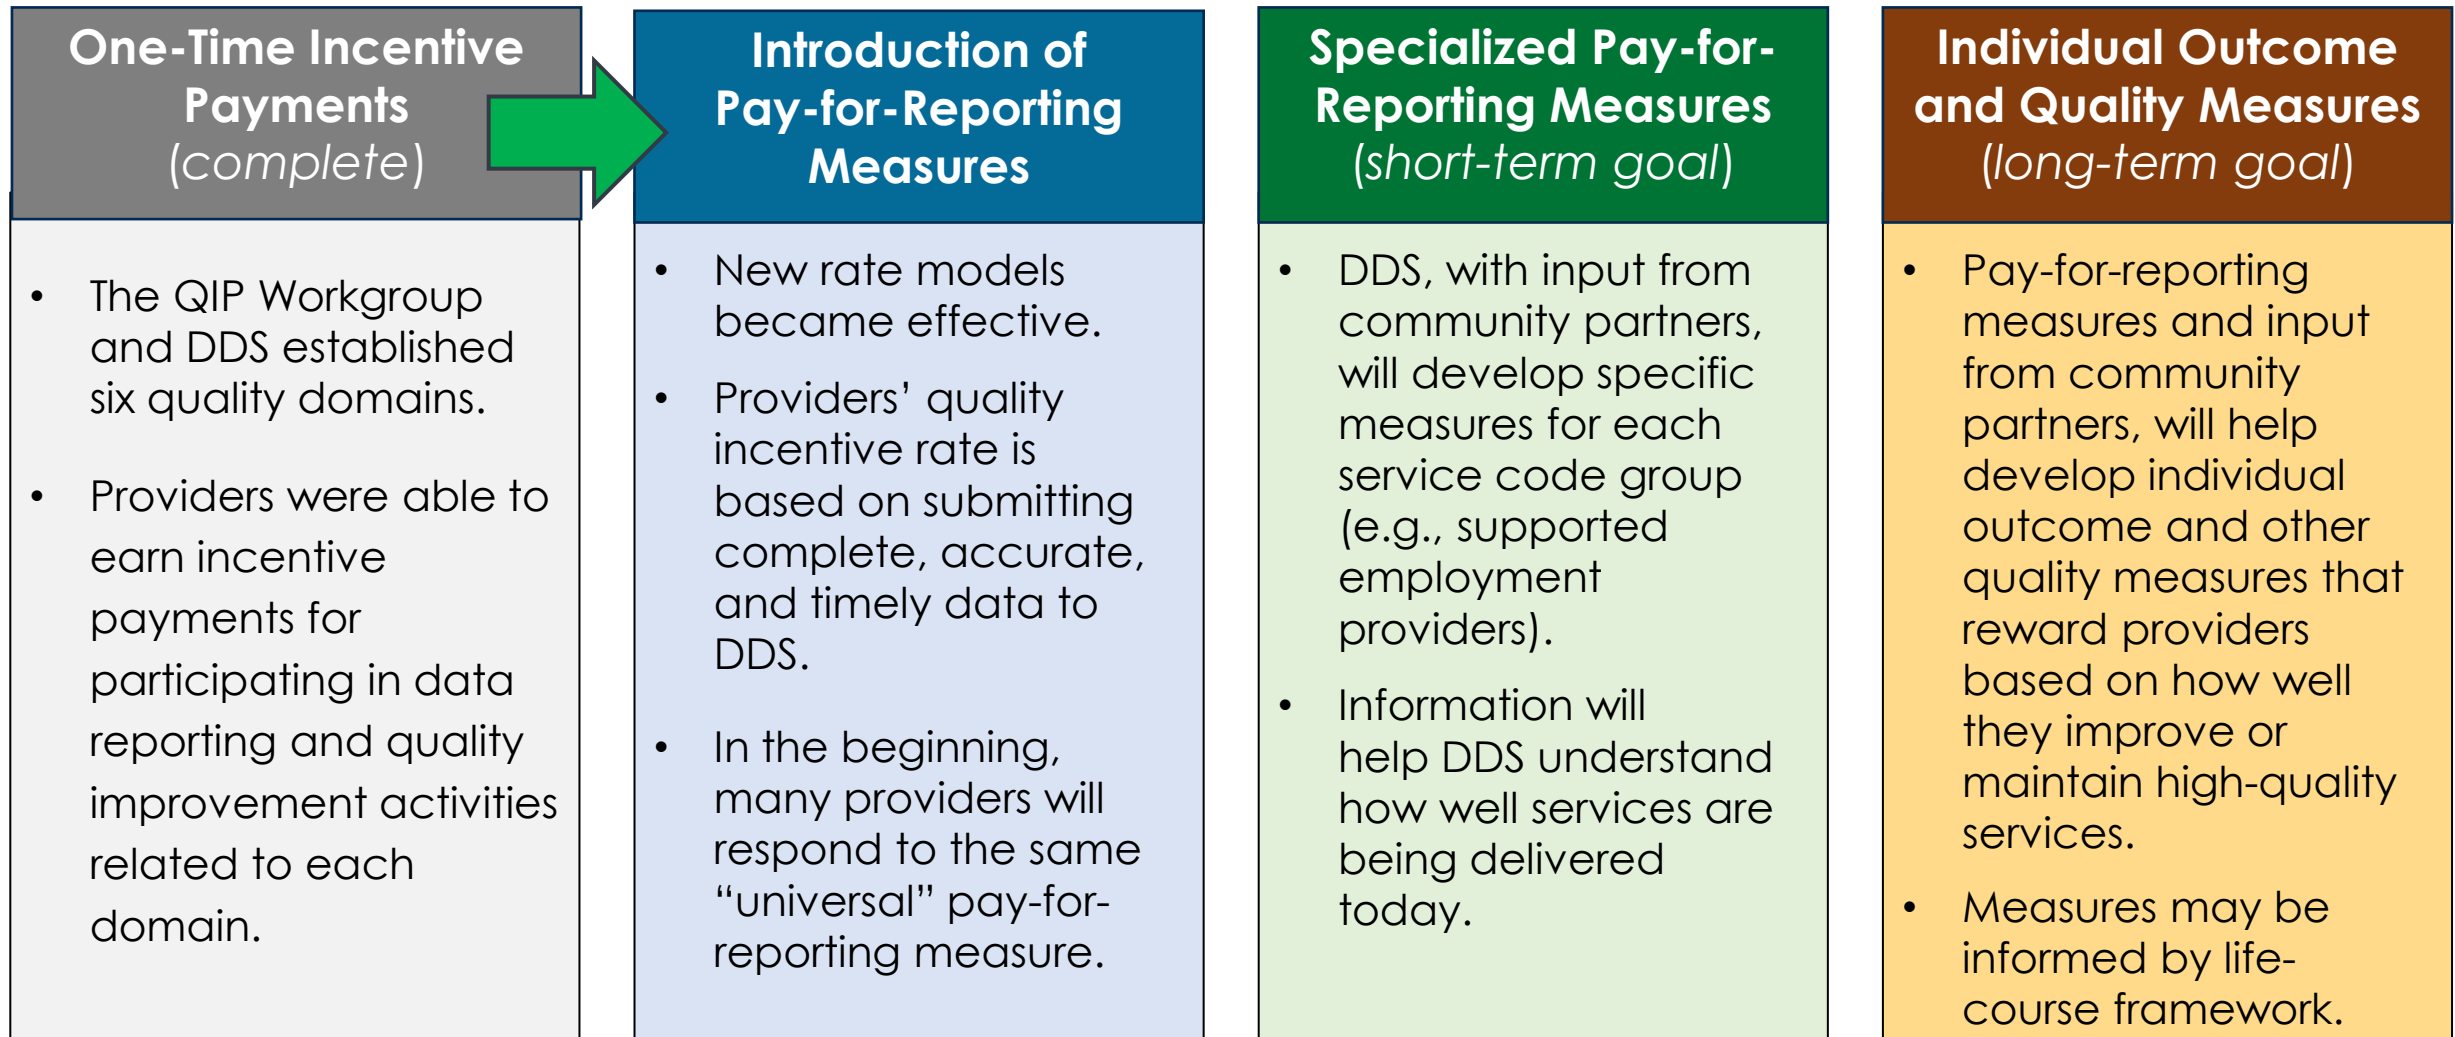 One-Time Incentive
Payments
(complete)
• The QIP Workgroup
and DDS established
six quality domains.
• Providers were able to
earn incentive
payments for
participating in data
reporting and quality
improvement activities
related to each
domain.
Introduction of
Pay-for-Reporting
Measures
• New rate models
became effective.
• Providers’ quality
incentive rate is
based on submitting
complete, accurate,
and timely data to
DDS.
• In the beginning,
many providers will
respond to the same
“universal” pay-for-
reporting measure.
Specialized Pay-for-
Reporting Measures
(short-term goal)
• DDS, with input from
community partners,
will develop specific
measures for each
service code group
(e.g., supported
employment
providers).
• Information will
help DDS understand
how well services are
being delivered
today.
Individual Outcome
and Quality Measures
(long-term goal)
• Pay-for-reporting
measures and input
from community
partners, will help
develop individual
outcome and other
quality measures that
reward providers
based on how well
they improve or
maintain high-quality
services.
• Measures may be
informed by life-
course framework.